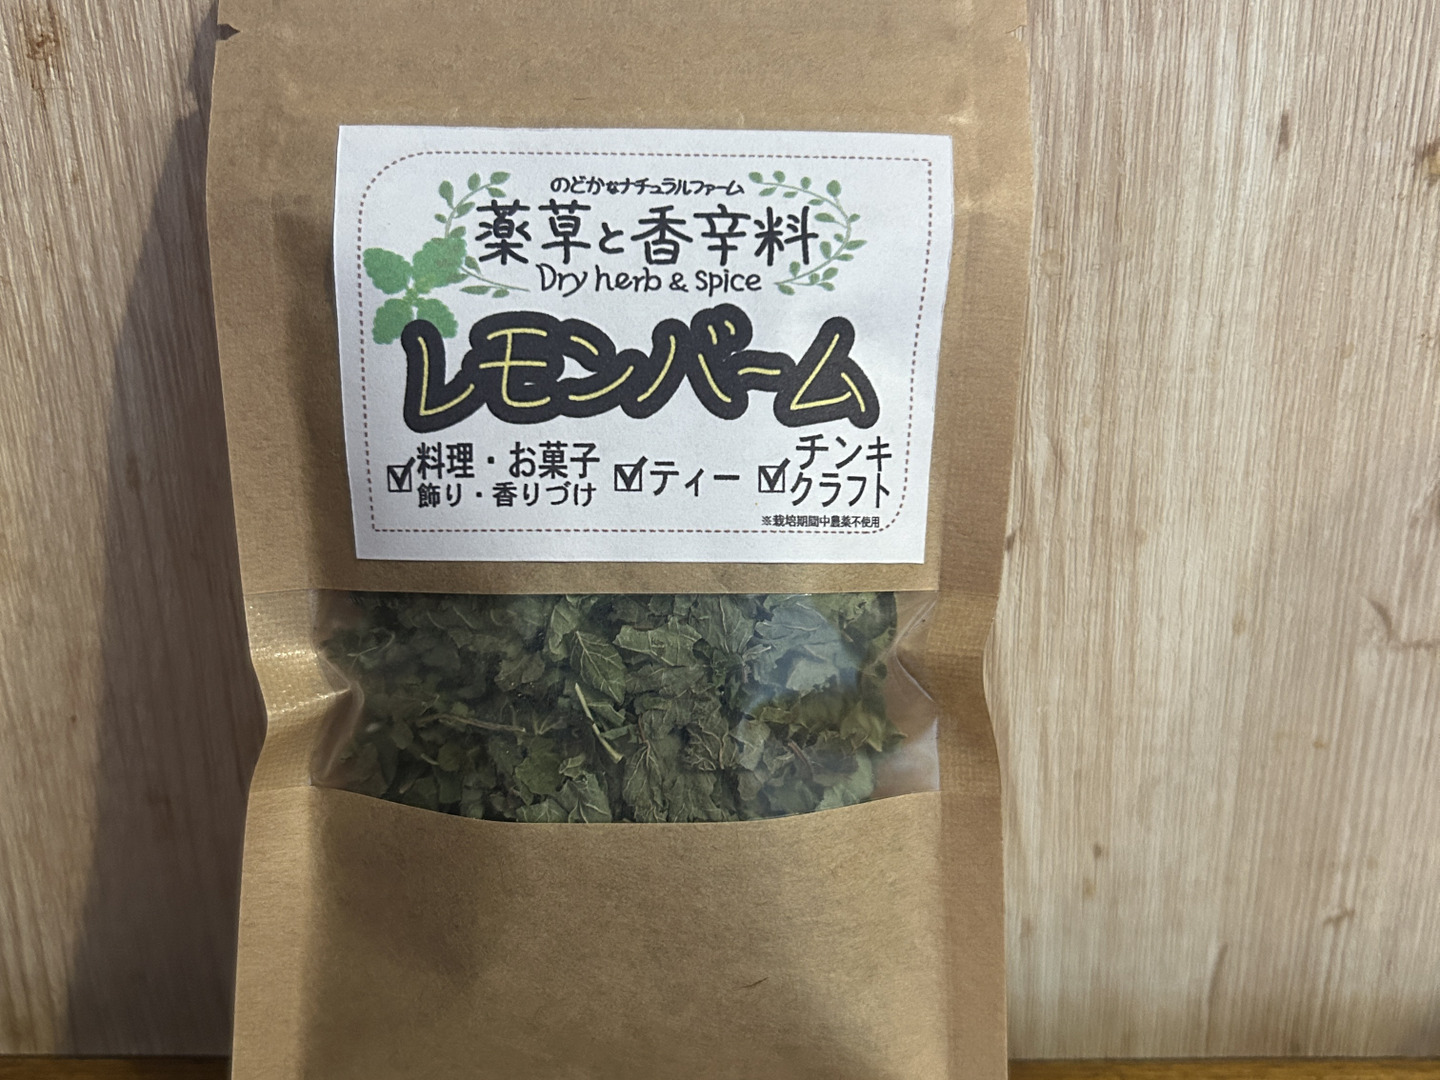 のどかなナチュラルファーム
薬草と香辛料
Dry herb & spice
レモンバーム
☑料理・お菓子
飾り・香りづけ
☑ティー
☑チンキ
クラフト
※栽培期間中農薬不使用